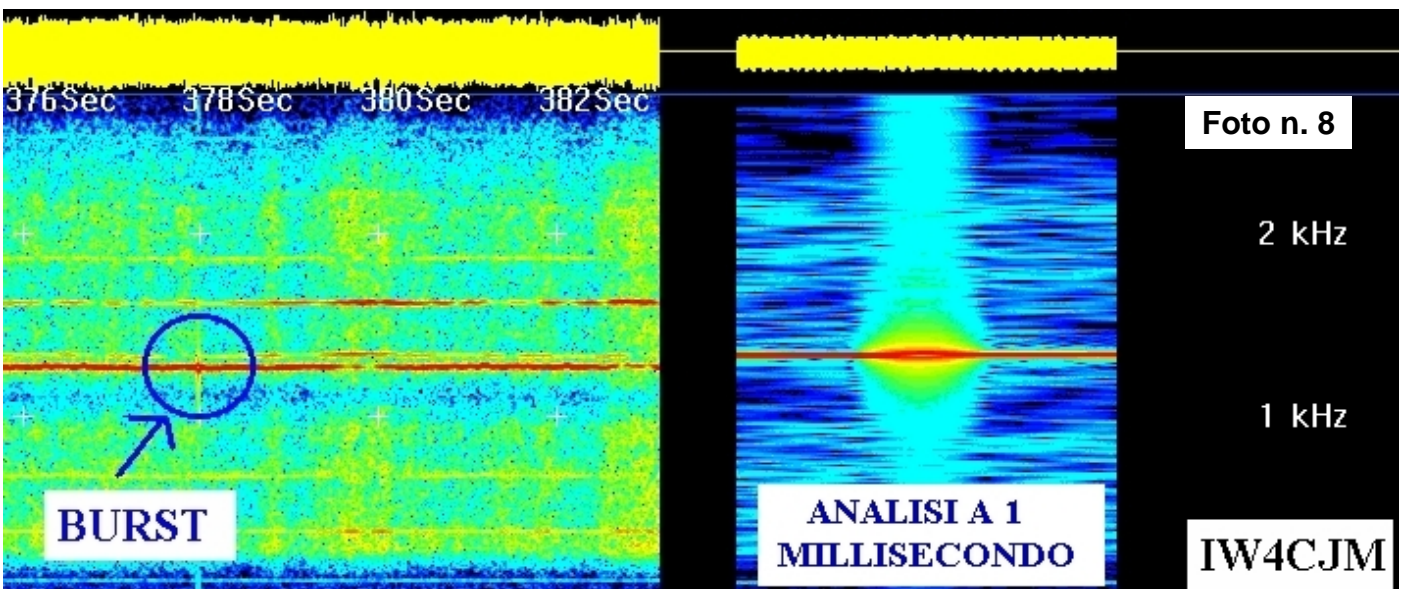 376Sec 378Sec 380Sec 382Sec
Foto n. 8
2 kHz
1 kHz
BURST
ANALISI A 1
MILLISECONDO
IW4CJM